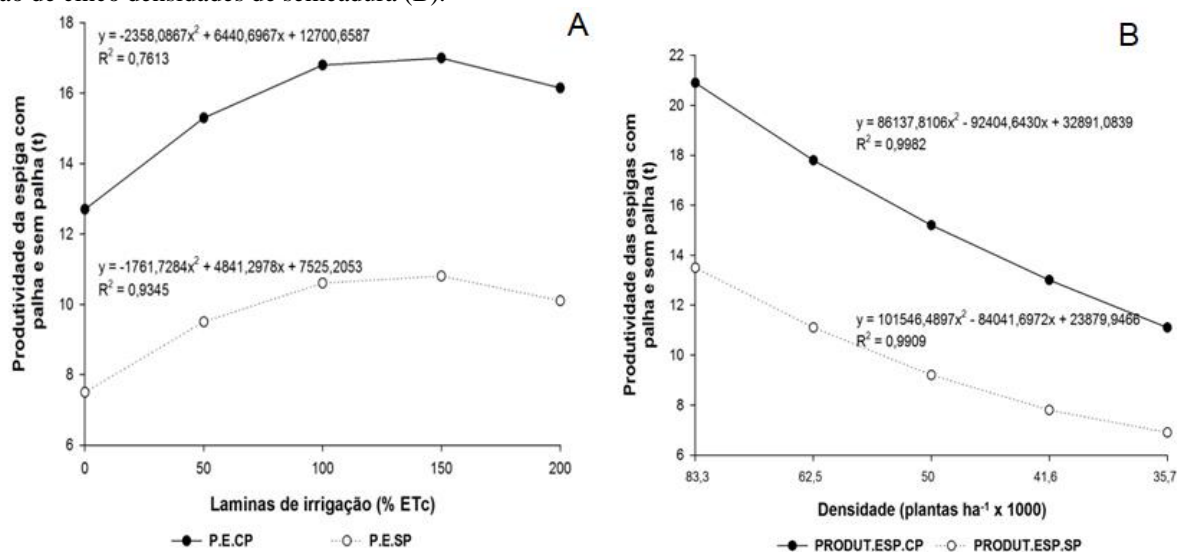 de cinco densidades de semeadura (B).
A
y = -2358,0867x² + 6440,6967x + 12700,6587
R² = 0,7613
y = -1761,7284x² + 4841,2978x + 7525,2053
R² = 0,9345
Produtividade da espiga com
palha e sem palha (t)
18
16
14
12
10
8
6
0 50 100 150 200
Laminas de irrigação (% ETc)
P.E.CP P.E.SP
B
y = 86137,8106x² - 92404,6430x + 32891,0839
R² = 0,9982
y = 101546,4897x² - 84041,6972x + 23879,9466
R² = 0,9909
Produtividade das espigas com
palha e sem palha (t)
22
20
18
16
14
12
10
8
6
83,3 62,5 50 41,6 35,7
Densidade (plantas ha⁻¹ x 1000)
PRODUT.ESP.CP PRODUT.ESP.SP